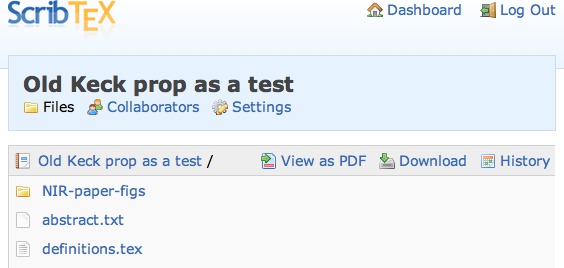 ScribTEX
Dashboard Log Out
Old Keck prop as a test
Files Collaborators Settings
Old Keck prop as a test / View as PDF Download History
NIR-paper-figs
abstract.txt
definitions.tex